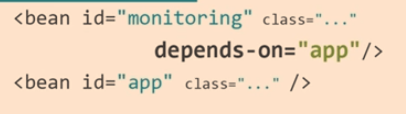 <bean id="monitoring" class="..."
depends-on="app"/>
<bean id="app" class="..." />